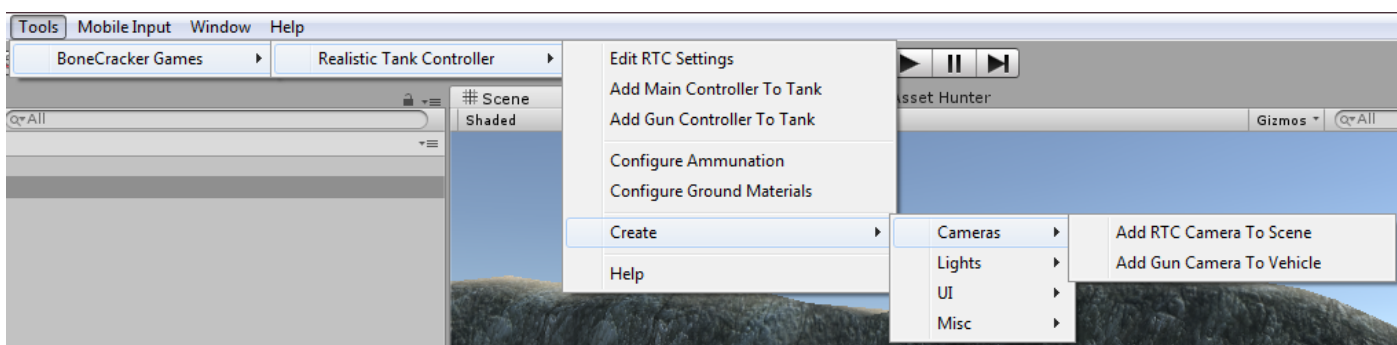 Tools Mobile Input Window Help
BoneCracker Games
Realistic Tank Controller
Edit RTC Settings
Add Main Controller To Tank
Add Gun Controller To Tank
Configure Ammunation
Configure Ground Materials
Create
Help
Cameras
Lights
UI
Misc
Add RTC Camera To Scene
Add Gun Camera To Vehicle
Scene
Asset Hunter
All
Shaded
Gizmos
All